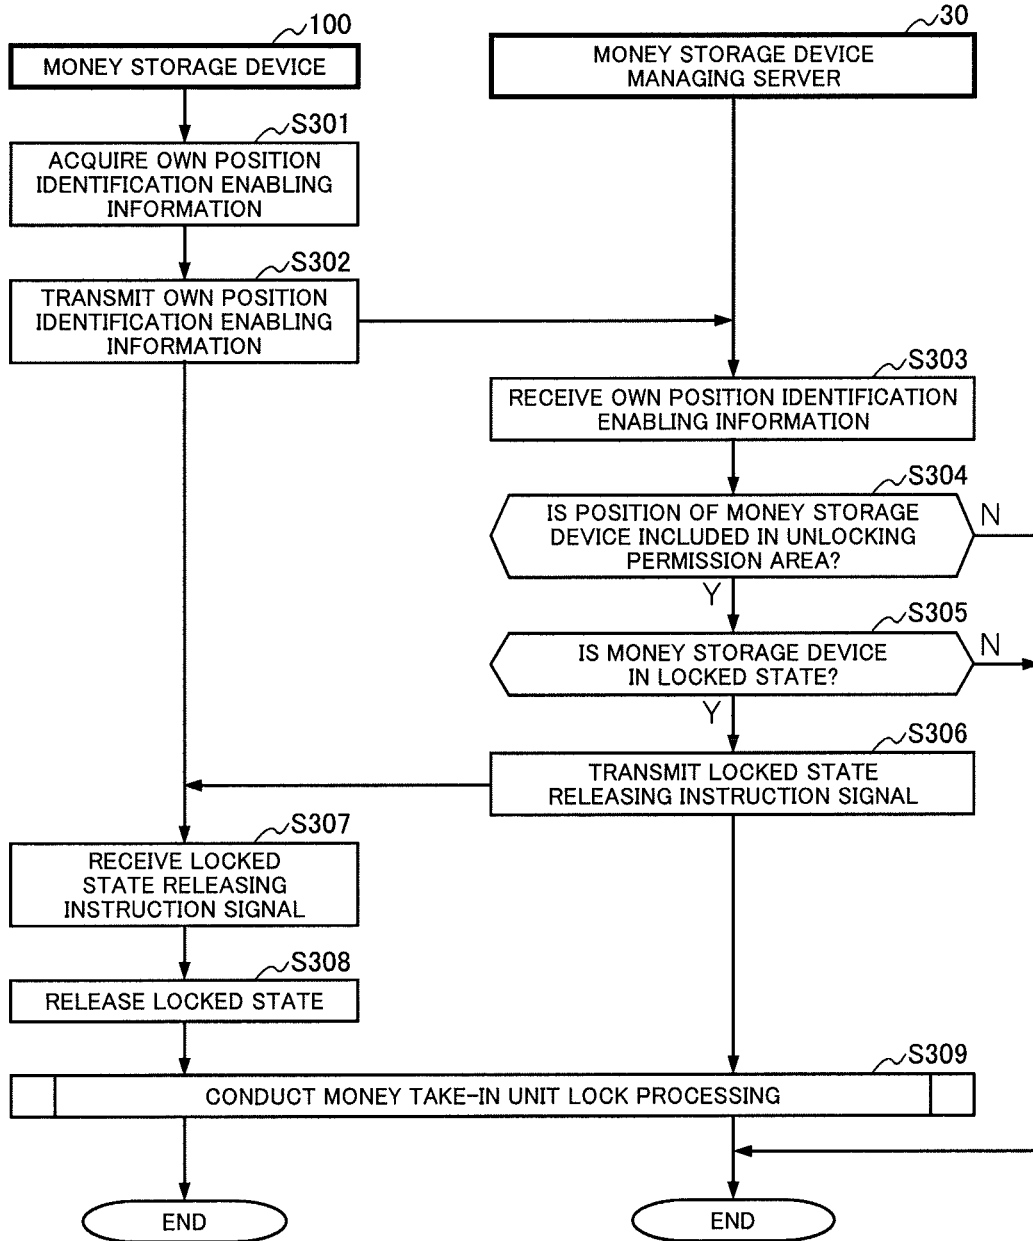 100
MONEY STORAGE DEVICE
30
MONEY STORAGE DEVICE
MANAGING SERVER
S301
ACQUIRE OWN POSITION
IDENTIFICATION ENABLING
INFORMATION
S302
TRANSMIT OWN POSITION
IDENTIFICATION ENABLING
INFORMATION
S303
RECEIVE OWN POSITION IDENTIFICATION
ENABLING INFORMATION
S304
IS POSITION OF MONEY STORAGE
DEVICE INCLUDED IN UNLOCKING
PERMISSION AREA?
N
Y
S305
IS MONEY STORAGE DEVICE
IN LOCKED STATE?
N
Y
S306
TRANSMIT LOCKED STATE
RELEASING INSTRUCTION SIGNAL
S307
RECEIVE LOCKED
STATE RELEASING
INSTRUCTION SIGNAL
S308
RELEASE LOCKED STATE
S309
CONDUCT MONEY TAKE-IN UNIT LOCK PROCESSING
END
END